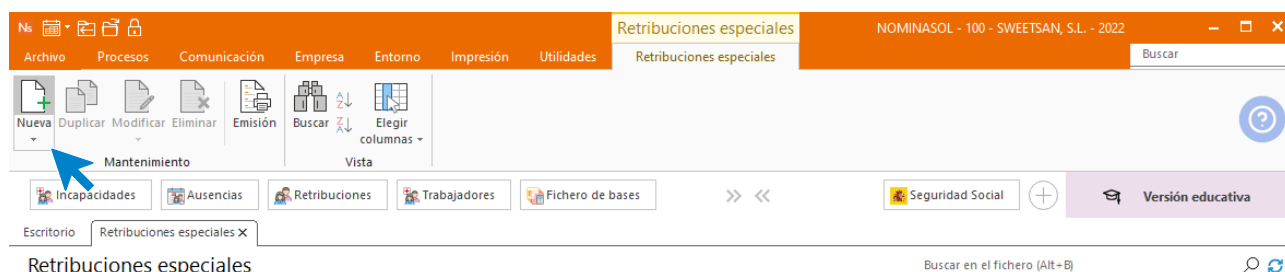 Ns Retribuciones especiales NOMINASOL - 100 - SWEETSAN, S.L. - 2022
Archivo Procesos Comunicación Empresa Entorno Impresión Utilidades Retribuciones especiales Buscar
Nueva Duplicar Modificar Eliminar Emisión Buscar A Z Z A Elegir columnas
Mantenimiento Vista
Incapacidades Ausencias Retribuciones Trabajadores Fichero de bases Seguridad Social Versión educativa
Escritorio Retribuciones especiales X
Retribuciones especiales Buscar en el fichero (Alt+B)